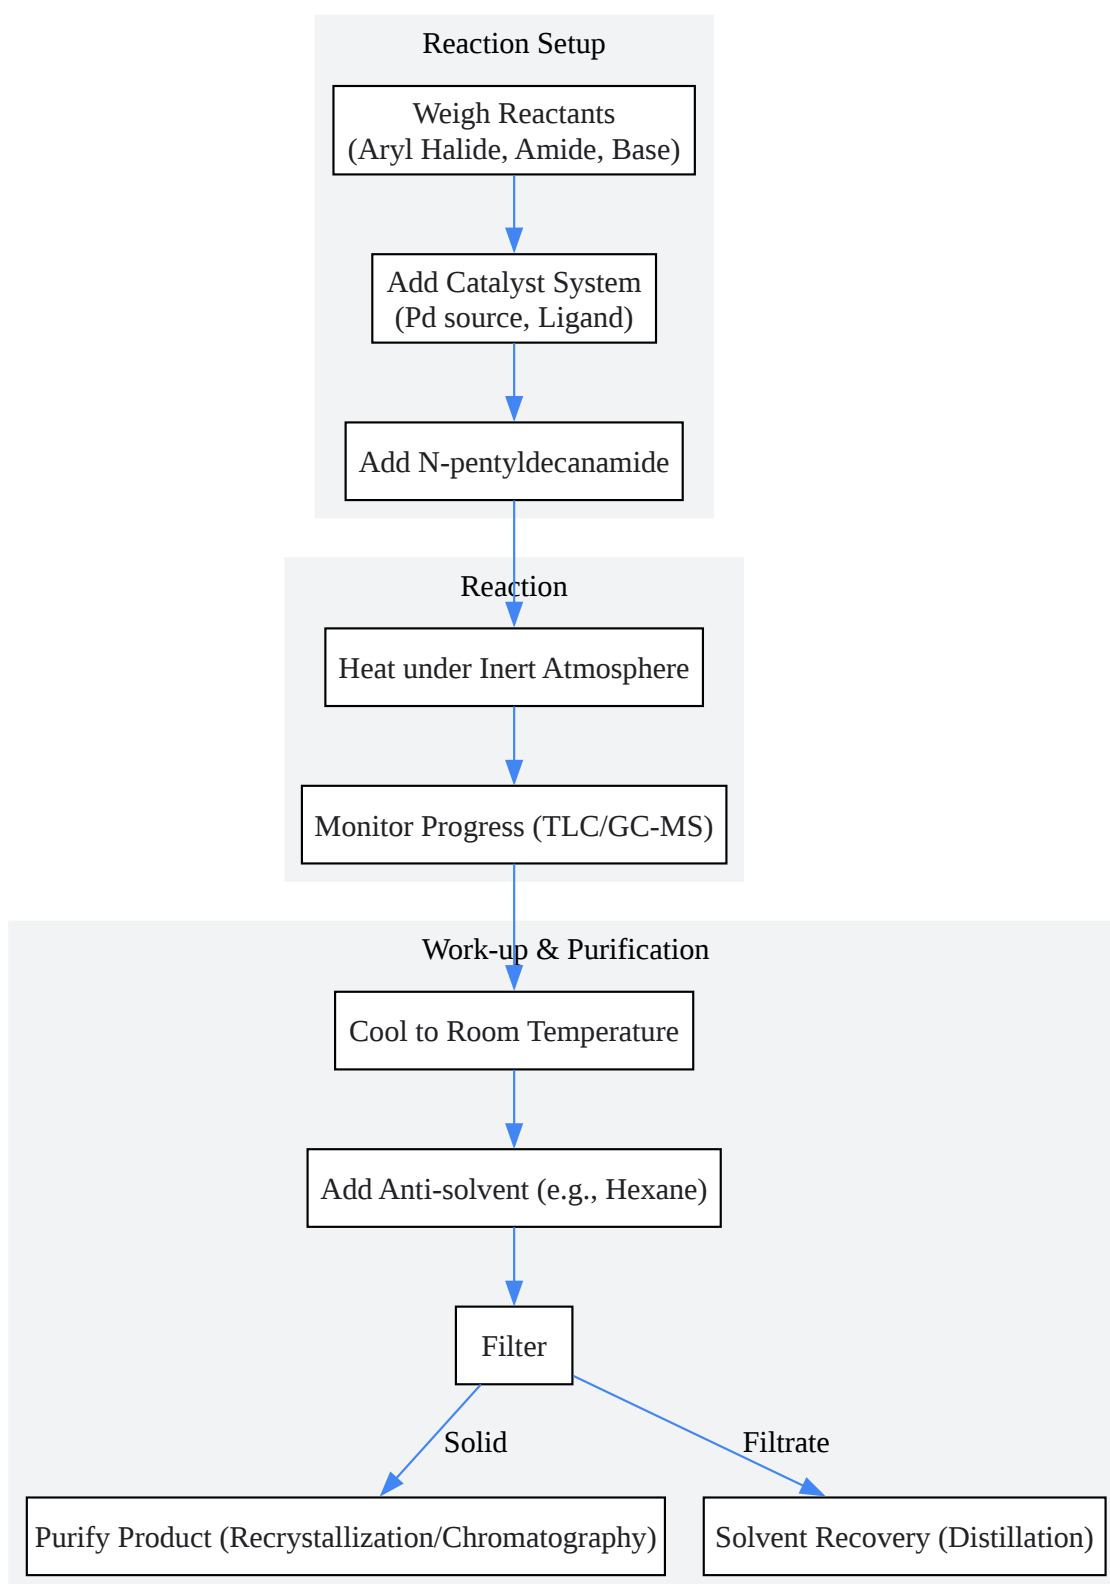 Reaction Setup
Weigh Reactants
(Aryl Halide, Amide, Base)
Add Catalyst System
(Pd source, Ligand)
Add N-pentyldecanamide
Reaction
Heat under Inert Atmosphere
Monitor Progress (TLC/GC-MS)
Work-up & Purification
Cool to Room Temperature
Add Anti-solvent (e.g., Hexane)
Filter
Solid
Filtrate
Purify Product (Recrystallization/Chromatography)
Solvent Recovery (Distillation)